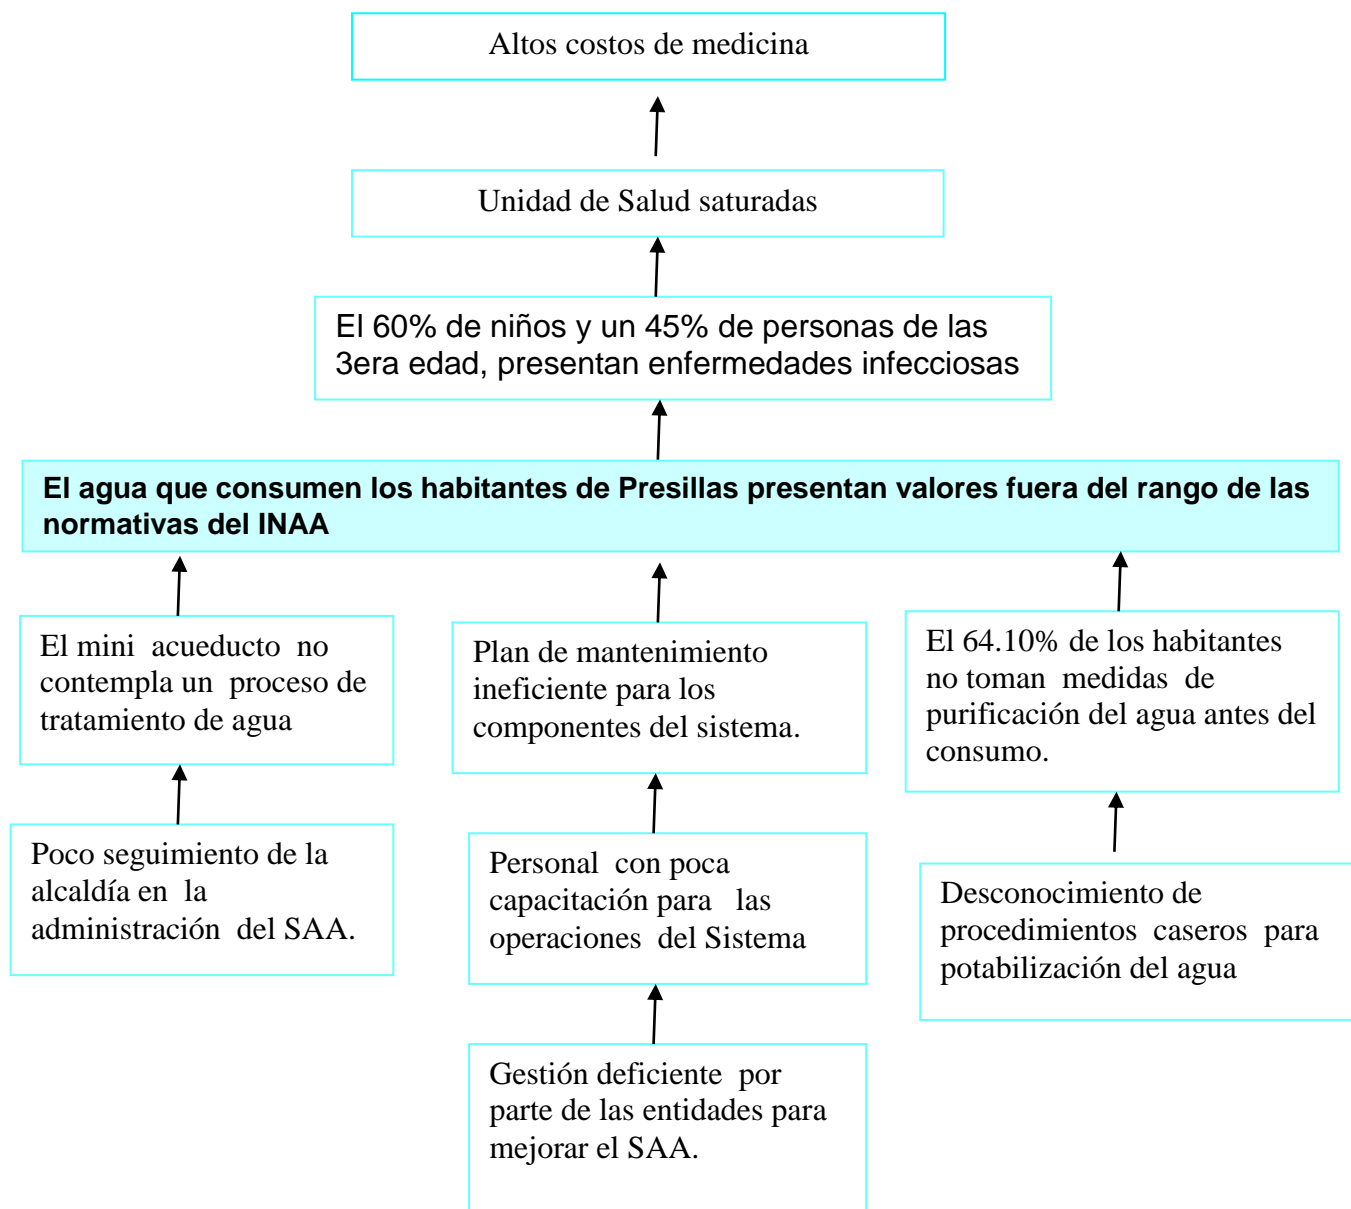 Altos costos de medicina
Unidad de Salud saturadas
El 60% de niños y un 45% de personas de las
3era edad, presentan enfermedades infecciosas
El agua que consumen los habitantes de Presillas presentan valores fuera del rango de las
normativas del INAA
El mini acueducto no
contempla un proceso de
tratamiento de agua
Plan de mantenimiento
ineficiente para los
componentes del sistema.
El 64.10% de los habitantes
no toman medidas de
purificación del agua antes del
consumo.
Poco seguimiento de la
alcaldía en la
administración del SAA.
Personal con poca
capacitación para las
operaciones del Sistema
Desconocimiento de
procedimientos caseros para
potabilización del agua
Gestión deficiente por
parte de las entidades para
mejorar el SAA.